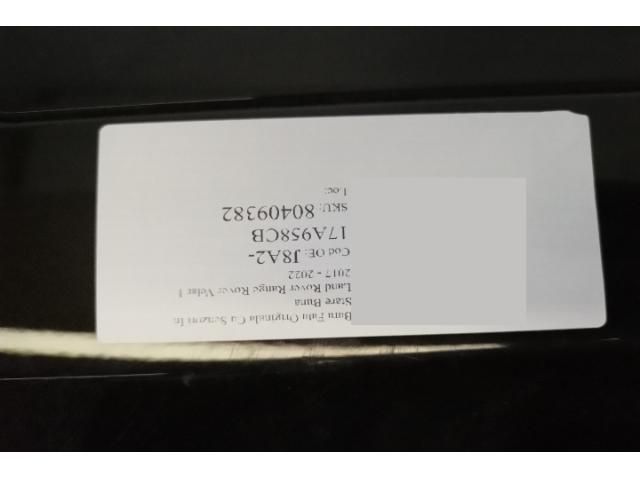 Bara Fata Originala Cu Senzori In
Stare Buna
Land Rover Range Rover Velar 1
2017 - 2022
Cod OE: J8A2-
17A958CB
SKU: 80409382
Loc: